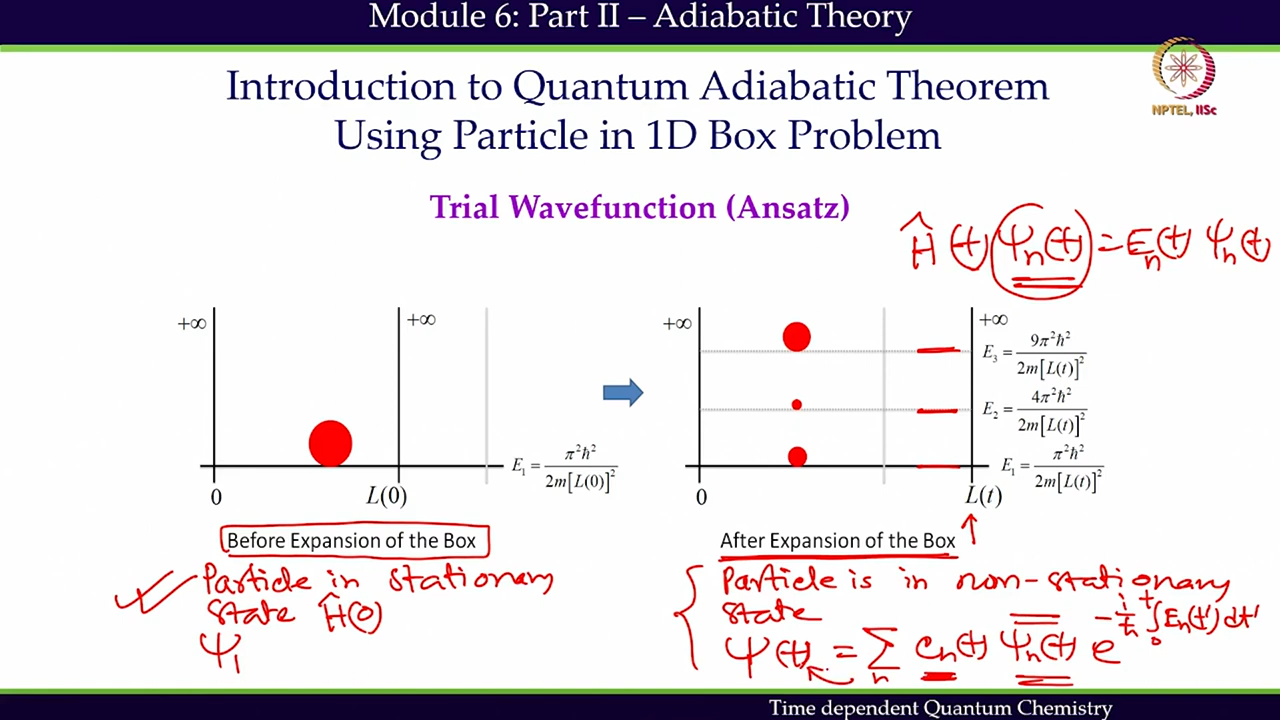 Module 6: Part II – Adiabatic Theory
NPTEL, IISc
Introduction to Quantum Adiabatic Theorem
Using Particle in 1D Box Problem
Trial Wavefunction (Ansatz)
Ĥ(t) ψₙ(t) = Eₙ(t) ψₙ(t)
+∞
+∞
0
L(0)
E₁ = π²ħ² / 2m[L(0)]²
+∞
+∞
E₃ = 9π²ħ² / 2m[L(t)]²
E₂ = 4π²ħ² / 2m[L(t)]²
E₁ = π²ħ² / 2m[L(t)]²
0
L(t)
Before Expansion of the Box
Particle in stationary
state Ĥ(0)
ψ₁
After Expansion of the Box
Particle is in non-stationary
state
ψ(t) = Σₙ cₙ(t) ψₙ(t) e^(-i/ħ ∫₀ᵗ Eₙ(t')dt')
Time dependent Quantum Chemistry